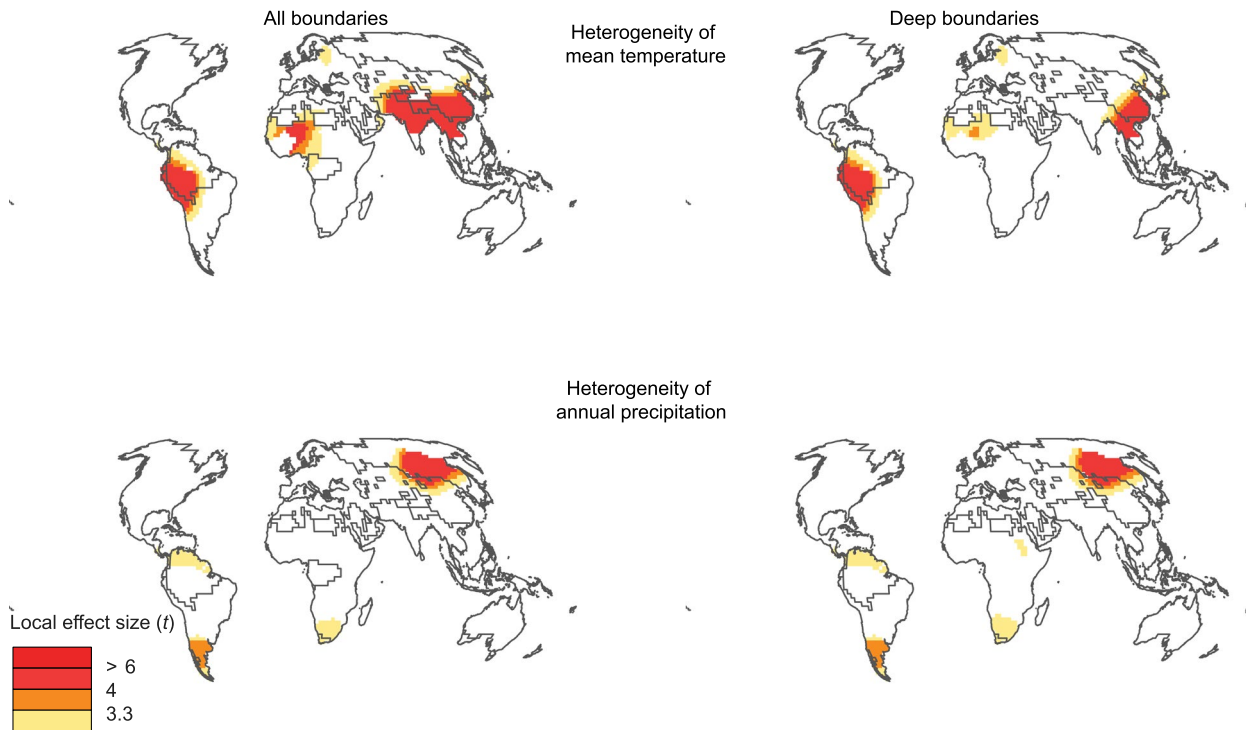 All boundaries
Deep boundaries
Heterogeneity of
mean temperature
Heterogeneity of
annual precipitation
Local effect size (t)
> 6
4
3.3